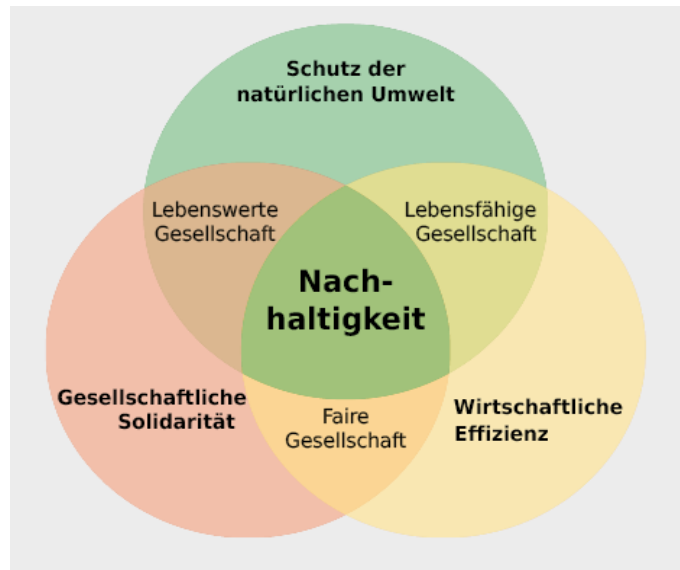 Schutz der
natürlichen Umwelt
Lebenswerte
Gesellschaft
Lebensfähige
Gesellschaft
Nach-
haltigkeit
Gesellschaftliche
Solidarität
Faire
Gesellschaft
Wirtschaftliche
Effizienz